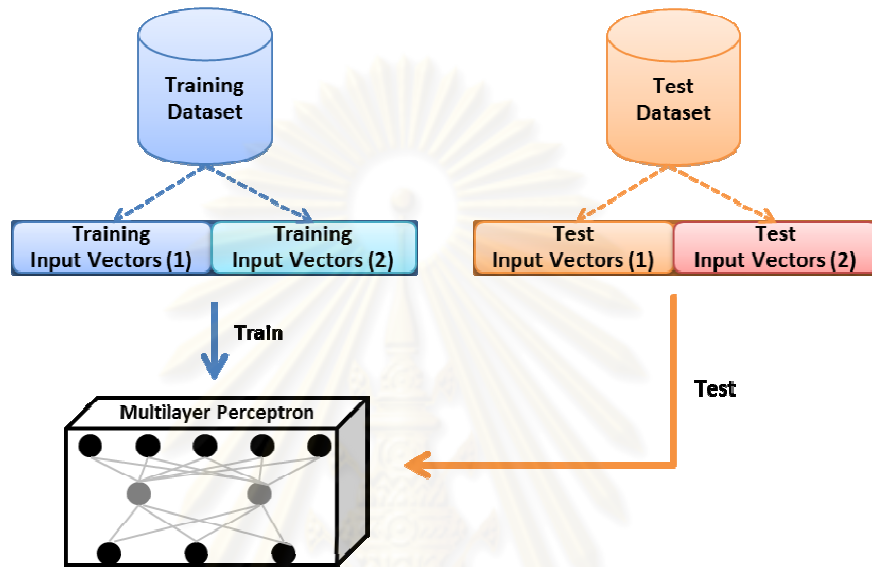 Training
Dataset
Test
Dataset
Training
Input Vectors (1)
Training
Input Vectors (2)
Test
Input Vectors (1)
Test
Input Vectors (2)
Train
Test
Multilayer Perceptron